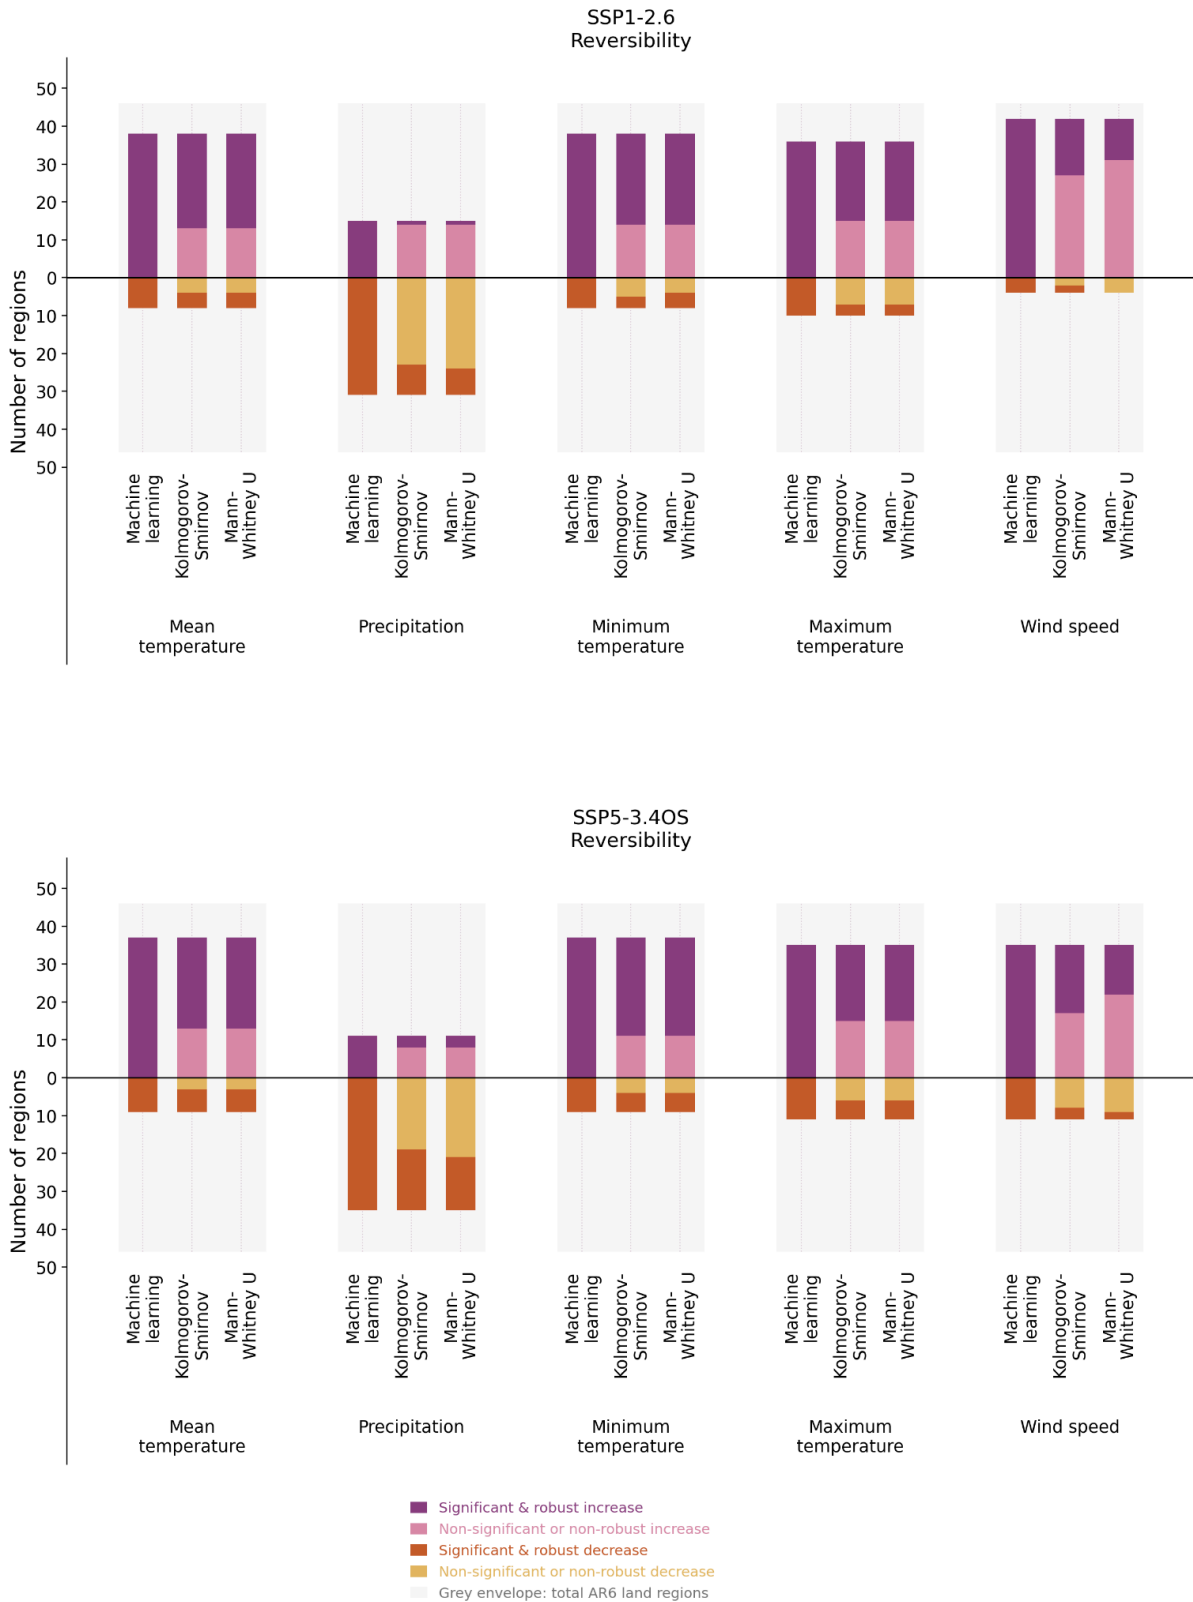 SSP1-2.6
Reversibility
50
40
30
20
10
0
10
20
30
40
50
Number of regions
Machine
learning
Kolmogorov-
Smirnov
Mann-
Whitney U
Machine
learning
Kolmogorov-
Smirnov
Mann-
Whitney U
Machine
learning
Kolmogorov-
Smirnov
Mann-
Whitney U
Machine
learning
Kolmogorov-
Smirnov
Mann-
Whitney U
Machine
learning
Kolmogorov-
Smirnov
Mann-
Whitney U
Mean
temperature
Precipitation
Minimum
temperature
Maximum
temperature
Wind speed
SSP5-3.4OS
Reversibility
50
40
30
20
10
0
10
20
30
40
50
Number of regions
Machine
learning
Kolmogorov-
Smirnov
Mann-
Whitney U
Machine
learning
Kolmogorov-
Smirnov
Mann-
Whitney U
Machine
learning
Kolmogorov-
Smirnov
Mann-
Whitney U
Machine
learning
Kolmogorov-
Smirnov
Mann-
Whitney U
Machine
learning
Kolmogorov-
Smirnov
Mann-
Whitney U
Mean
temperature
Precipitation
Minimum
temperature
Maximum
temperature
Wind speed
Significant & robust increase
Non-significant or non-robust increase
Significant & robust decrease
Non-significant or non-robust decrease
Grey envelope: total AR6 land regions